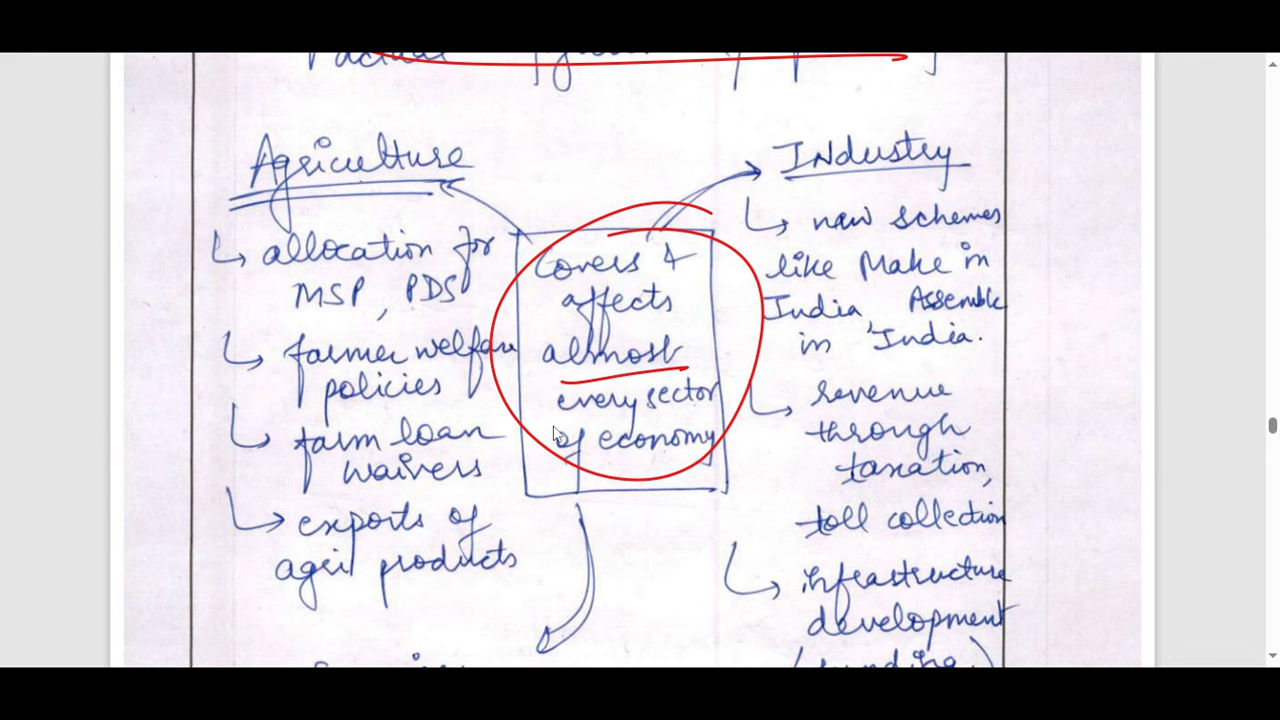 Agriculture
↳ allocation for
MSP, PDS
↳ farmer welfare
policies
↳ farm loan
waivers
↳ exports of
agri products
Covers &
affects
almost
every sector
of economy
Industry
↳ new schemes
like Make in
India, Assemble
in India.
↳ revenue
through
taxation,
toll collection
↳ infrastructure
development
(funding)